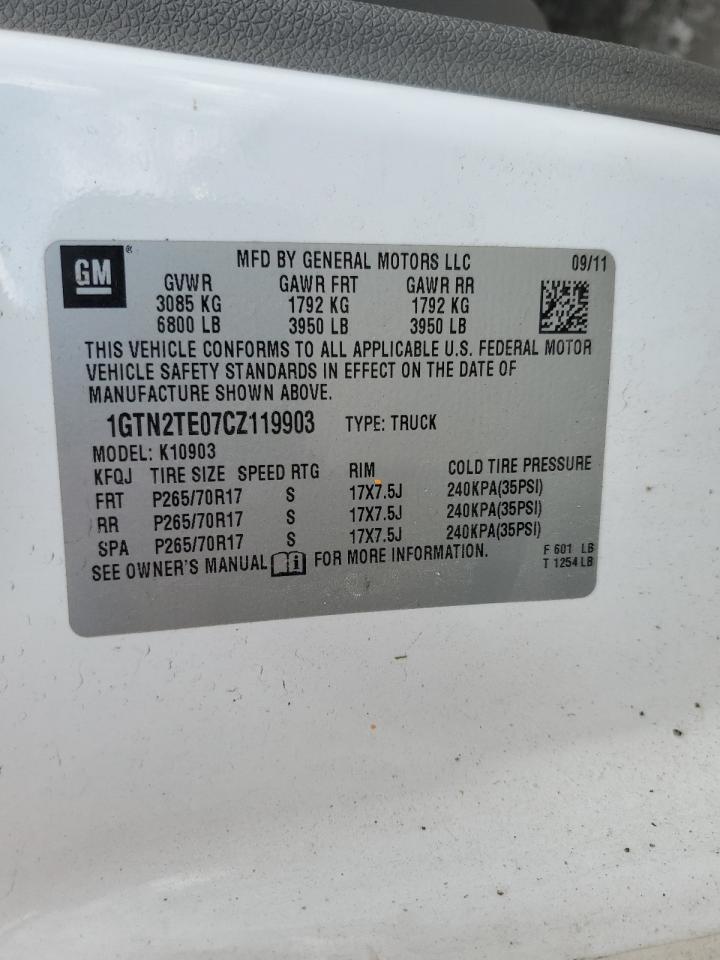 GM ®
MFD BY GENERAL MOTORS LLC 09/11
GVWR GAWR FRT GAWR RR
3085 KG 1792 KG 1792 KG
6800 LB 3950 LB 3950 LB
THIS VEHICLE CONFORMS TO ALL APPLICABLE U.S. FEDERAL MOTOR
VEHICLE SAFETY STANDARDS IN EFFECT ON THE DATE OF
MANUFACTURE SHOWN ABOVE.
1GTN2TE07CZ119903 TYPE: TRUCK
MODEL: K10903
KFQJ TIRE SIZE SPEED RTG RIM COLD TIRE PRESSURE
FRT P265/70R17 S 17X7.5J 240KPA(35PSI)
RR P265/70R17 S 17X7.5J 240KPA(35PSI)
SPA P265/70R17 S 17X7.5J 240KPA(35PSI)
SEE OWNER'S MANUAL i FOR MORE INFORMATION.
F 601 LB
T 1254 LB